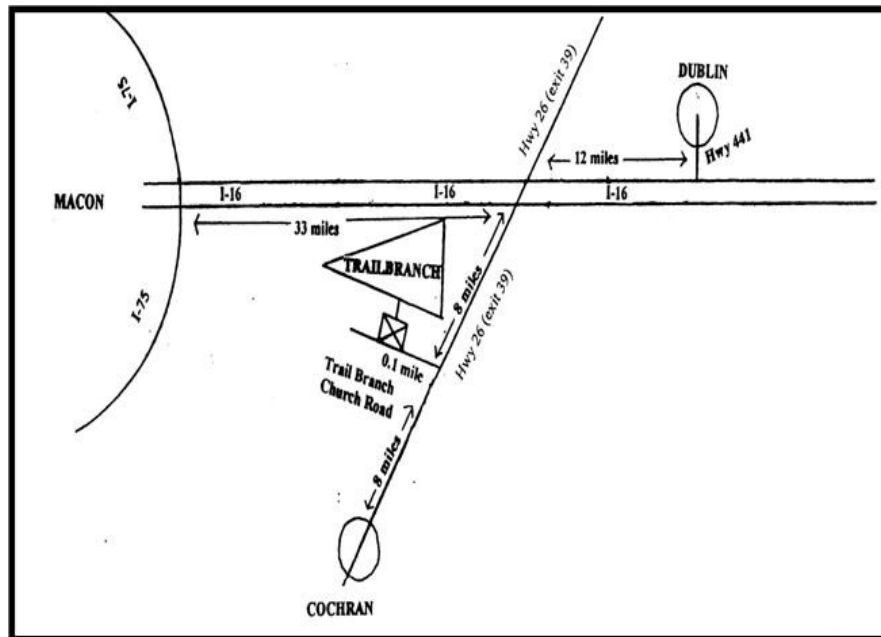 I-75
Hwy 26 (exit 39)
DUBLIN
Hwy 441
12 miles
MACON
I-16
I-16
I-16
33 miles
TRAILBRANCH
8 miles
Hwy 26 (exit 39)
I-75
0.1 mile
Trail Branch
Church Road
8 miles
COCHRAN